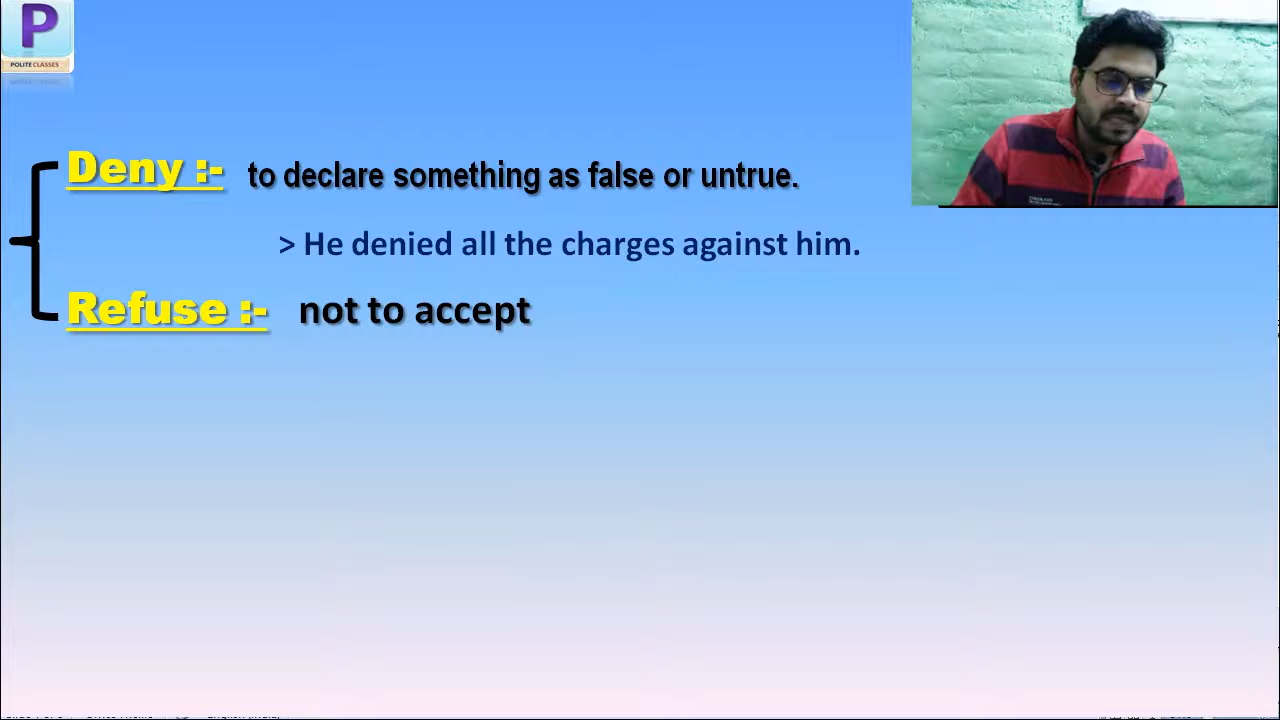 P
POLITE CLASSES
Deny :- to declare something as false or untrue.
> He denied all the charges against him.
Refuse :- not to accept